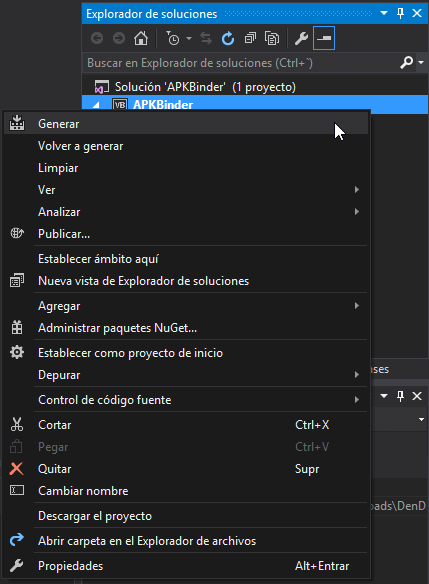 Explorador de soluciones
Buscar en Explorador de soluciones (Ctrl+`)
Solución 'APKBinder' (1 proyecto)
VB APKBinder
Generar
Volver a generar
Limpiar
Ver
Analizar
Publicar...
Establecer ámbito aquí
Nueva vista de Explorador de soluciones
Agregar
Administrar paquetes NuGet...
Establecer como proyecto de inicio
Depurar
Control de código fuente
Cortar Ctrl+X
Pegar Ctrl+V
Quitar Supr
Cambiar nombre
Descargar el proyecto
Abrir carpeta en el Explorador de archivos
Propiedades Alt+Entrar